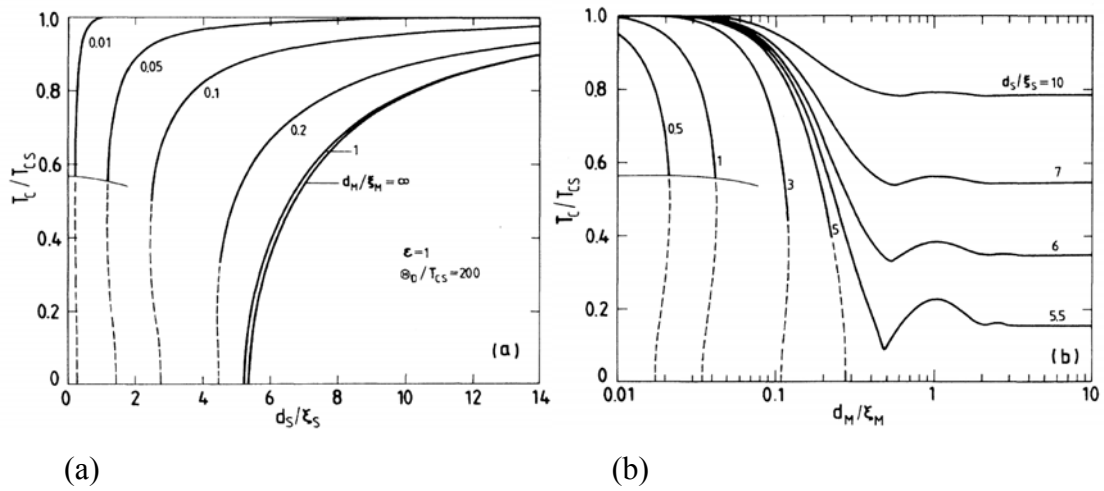 T_C / T_CS
1.0
0.8
0.6
0.4
0.2
0
0.01
0.05
0.1
0.2
1
d_M/ξ_M = ∞
ε=1
Θ_D / T_CS = 200
(a)
0 2 4 6 8 10 12 14
d_S/ξ_S
(a)
T_C / T_CS
1.0
0.8
0.6
0.4
0.2
0
d_S/ξ_S = 10
0.5
1
3
5
7
6
5.5
(b)
0.01 0.1 1 10
d_M/ξ_M
(b)